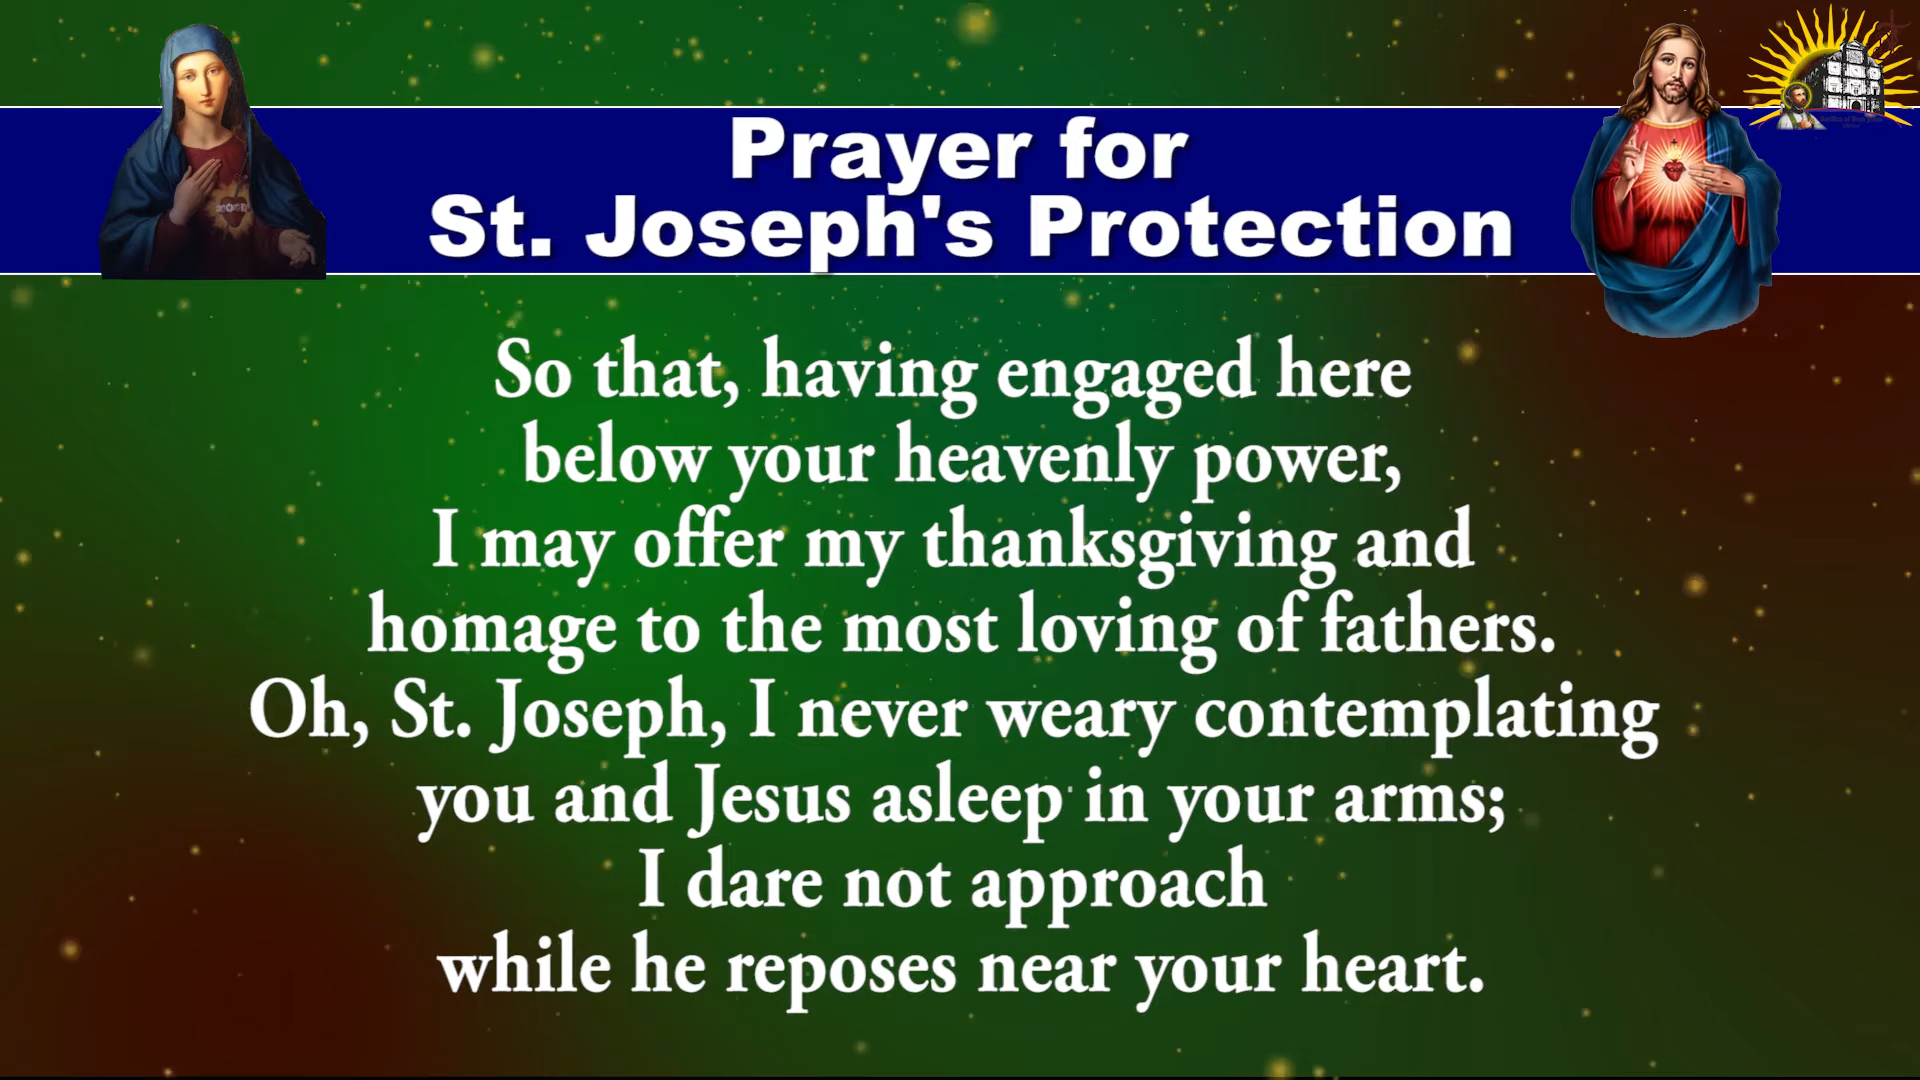 Prayer for
St. Joseph's Protection
So that, having engaged here
below your heavenly power,
I may offer my thanksgiving and
homage to the most loving of fathers.
Oh, St. Joseph, I never weary contemplating
you and Jesus asleep in your arms;
I dare not approach
while he reposes near your heart.